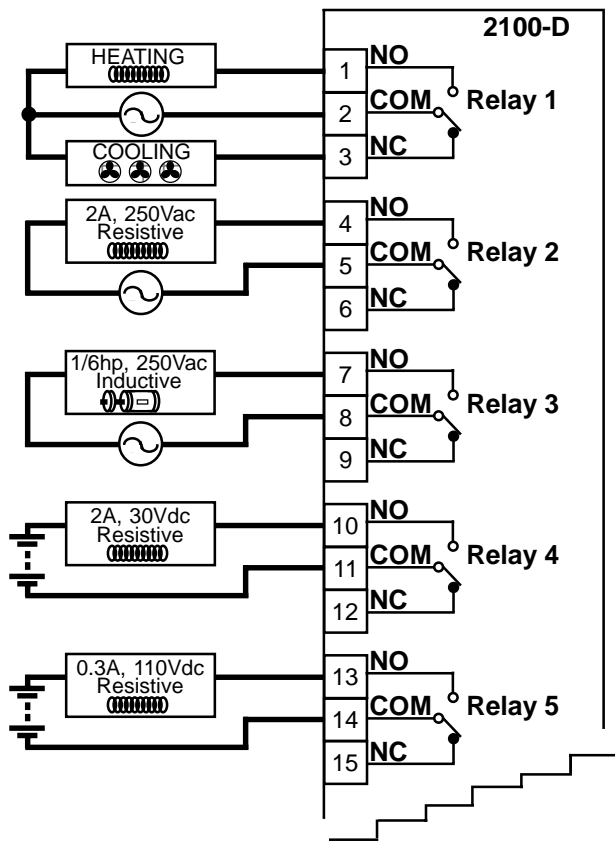 2100-D
HEATING
1 NO
2 COM Relay 1
COOLING
3 NC
2A, 250Vac
Resistive
4 NO
5 COM Relay 2
6 NC
1/6hp, 250Vac
Inductive
7 NO
8 COM Relay 3
9 NC
2A, 30Vdc
Resistive
10 NO
11 COM Relay 4
12 NC
0.3A, 110Vdc
Resistive
13 NO
14 COM Relay 5
15 NC